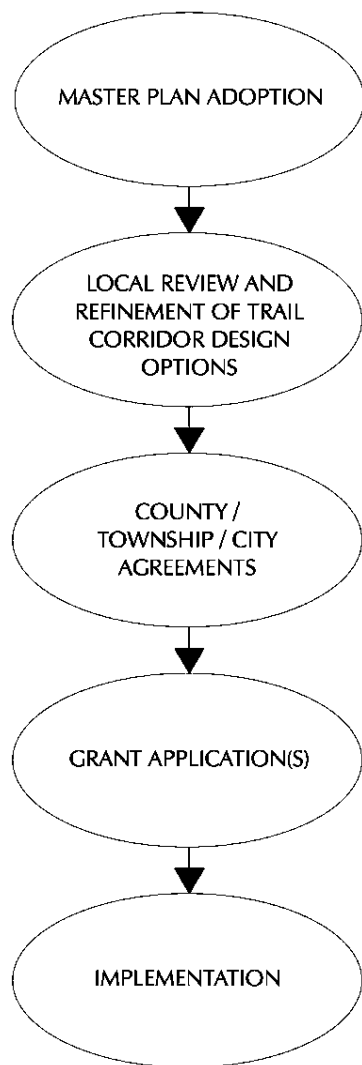 MASTER PLAN ADOPTION
LOCAL REVIEW AND
REFINEMENT OF TRAIL
CORRIDOR DESIGN
OPTIONS
COUNTY /
TOWNSHIP / CITY
AGREEMENTS
GRANT APPLICATION(S)
IMPLEMENTATION